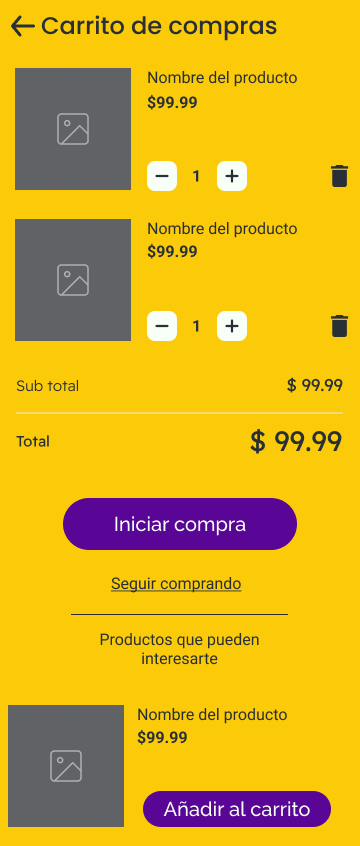 Carrito de compras
Nombre del producto
$99.99
1
Nombre del producto
$99.99
1
Sub total $ 99.99
Total $ 99.99
Iniciar compra
Seguir comprando
Productos que pueden
interesarte
Nombre del producto
$99.99
Añadir al carrito